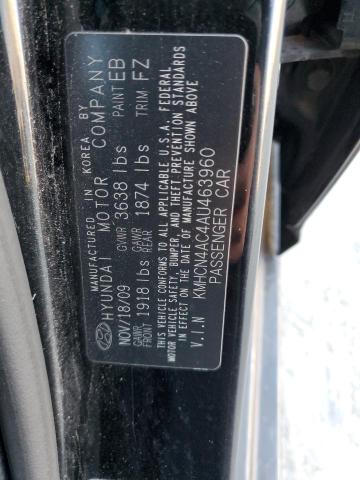 MANUFACTURED IN KOREA BY
HYUNDAI MOTOR COMPANY
NOV/18/09 GVWR 3638 lbs PAINT EB
GAWR FRONT 1918 lbs GAWR REAR 1874 lbs TRIM FZ
THIS VEHICLE CONFORMS TO ALL APPLICABLE U.S.A. FEDERAL
MOTOR VEHICLE SAFETY, BUMPER, AND THEFT PREVENTION STANDARDS
IN EFFECT ON THE DATE OF MANUFACTURE SHOWN ABOVE
V.I.N KMHCN4AC4AU463960
PASSENGER CAR